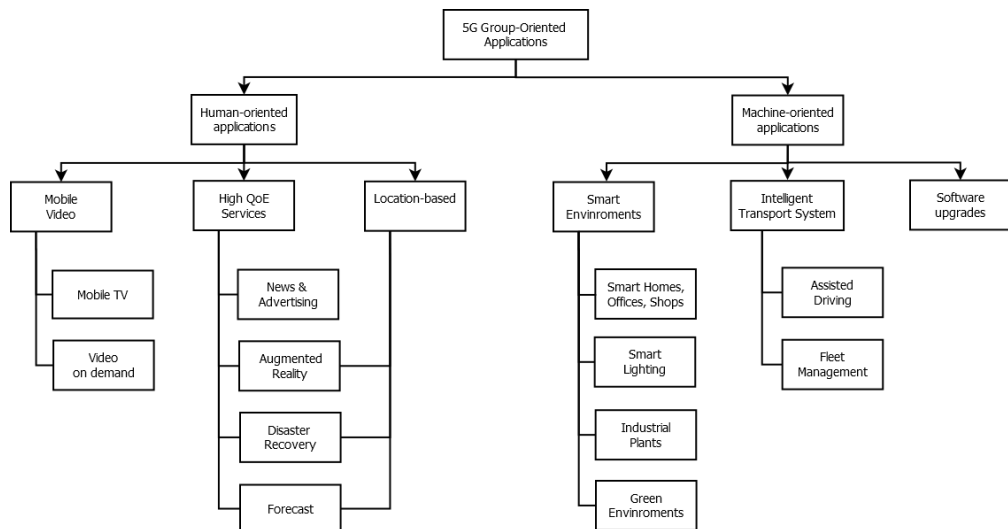 5G Group-Oriented
Applications
Human-oriented
applications
Machine-oriented
applications
Mobile
Video
High QoE
Services
Location-based
Smart
Envinroments
Intelligent
Transport System
Software
upgrades
Mobile TV
News &
Advertising
Smart Homes,
Offices, Shops
Assisted
Driving
Video
on demand
Augmented
Reality
Smart
Lighting
Fleet
Management
Disaster
Recovery
Industrial
Plants
Forecast
Green
Envinroments